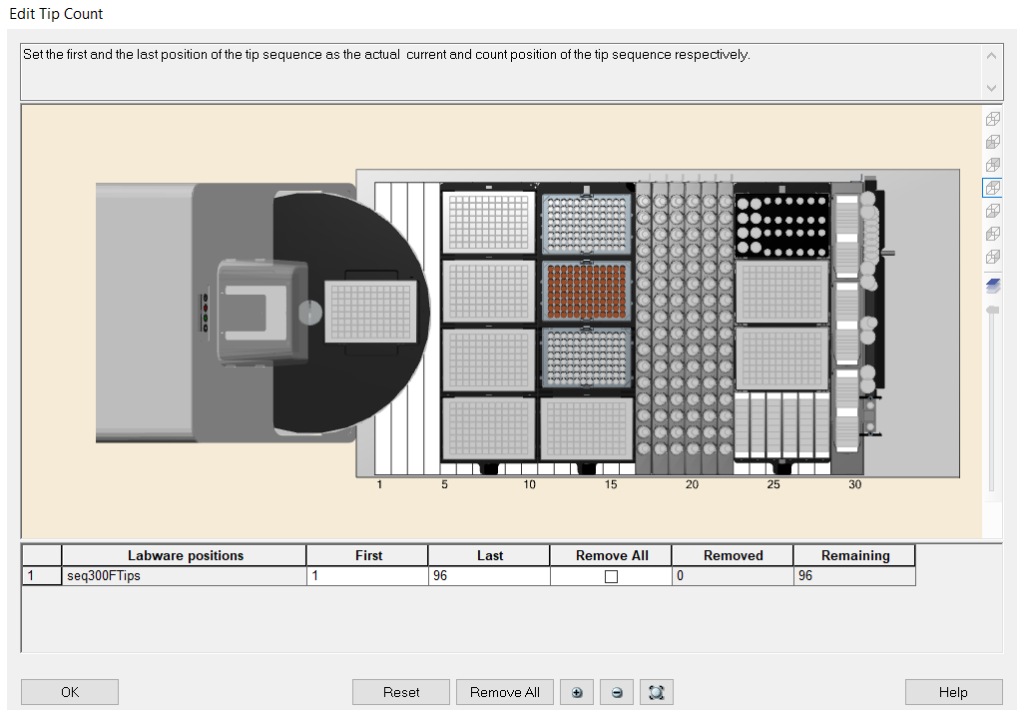 Edit Tip Count
Set the first and the last position of the tip sequence as the actual current and count position of the tip sequence respectively.
1 5 10 15 20 25 30
Labware positions First Last Remove All Removed Remaining
1 seq300FTips 1 96 0 96
OK Reset Remove All Help